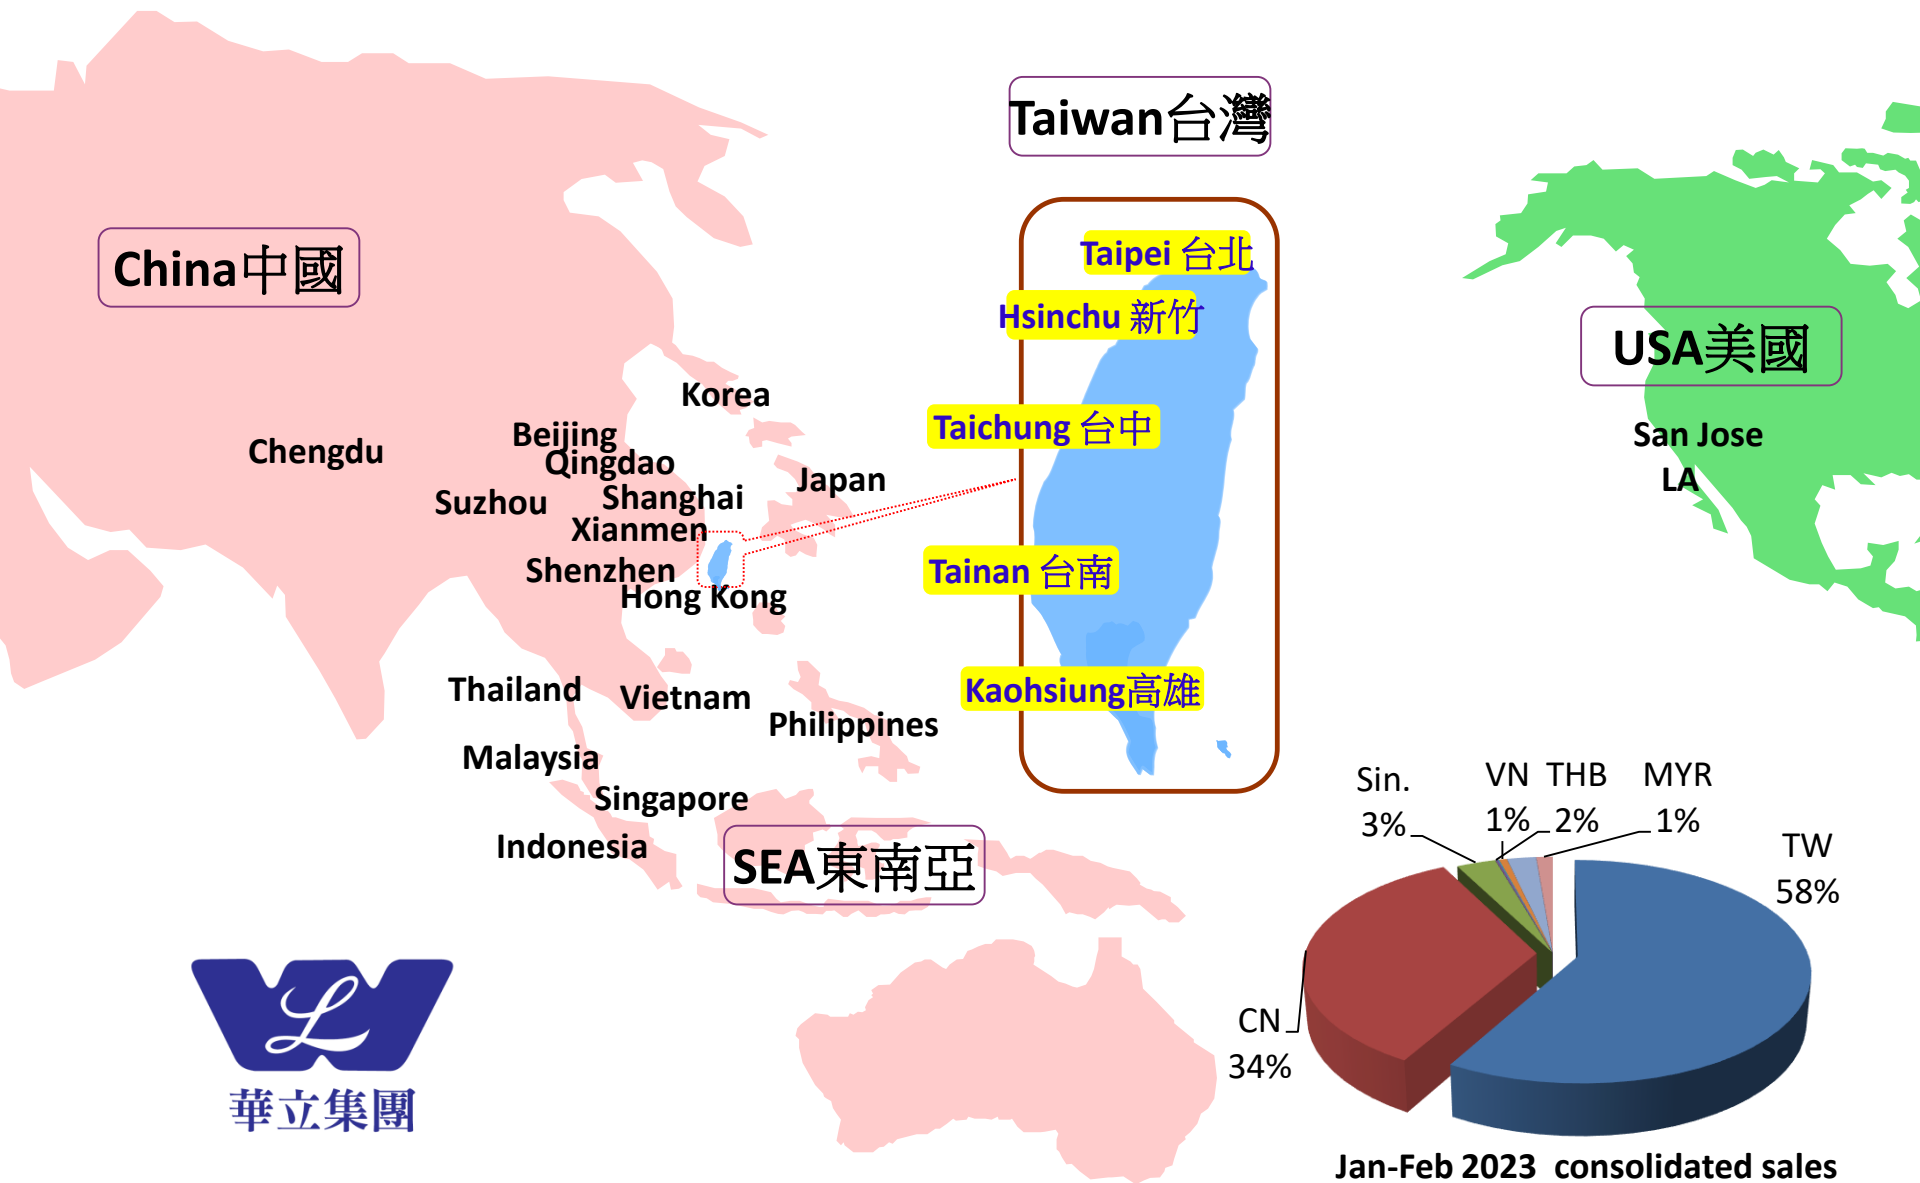 Taiwan台灣
China中國
USA美國
San Jose
LA
Taipei 台北
Hsinchu 新竹
Taichung 台中
Tainan 台南
Kaohsiung高雄
Korea
Beijing
Chengdu
Qingdao
Japan
Suzhou
Shanghai
Xianmen
Shenzhen
Hong Kong
Thailand
Vietnam
Philippines
Malaysia
Singapore
Indonesia
SEA東南亞
L
華立集團
Sin.
3%
VN
1%
THB
2%
MYR
1%
TW
58%
CN
34%
Jan-Feb 2023 consolidated sales